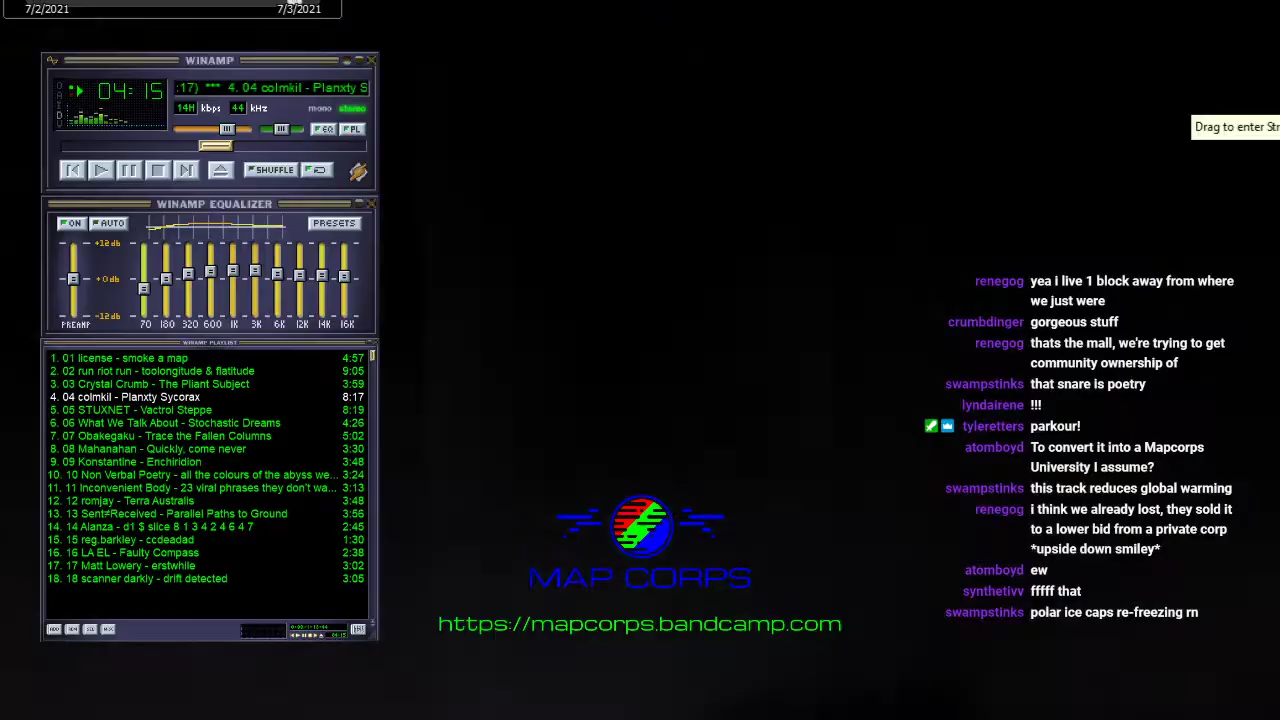 7/2/2021 7/3/2021
WINAMP
04:15
:17) *** 4. 04 colmkil - Planxty S
14H kbps 44 kHz mono stereo
EQ PL
SHUFFLE
WINAMP EQUALIZER
ON AUTO PRESETS
+12db
+0db
-12db
PREAMP 70 180 320 600 1K 3K 6K 12K 14K 16K
WINAMP PLAYLIST
1. 01 license - smoke a map 4:57
2. 02 run riot run - toolongitude & flatitude 9:05
3. 03 Crystal Crumb - The Pliant Subject 3:59
4. 04 colmkil - Planxty Sycorax 8:17
5. 05 STUXNET - Vactrol Steppe 8:19
6. 06 What We Talk About - Stochastic Dreams 4:26
7. 07 Obakegaku - Trace the Fallen Columns 5:02
8. 08 Mahanahan - Quickly, come never 3:30
9. 09 Konstantine - Enchiridion 3:48
10. 10 Non Verbal Poetry - all the colours of the abyss we... 3:24
11. 11 Inconvenient Body - 23 viral phrases they don't wa... 3:13
12. 12 romjay - Terra Australis 3:48
13. 13 Sent≠Received - Parallel Paths to Ground 3:56
14. 14 Alanza - d1 $ slice 8 1 3 4 2 4 6 4 7 2:45
15. 15 reg.barkley - ccdeadad 1:30
16. 16 LA EL - Faulty Compass 2:38
17. 17 Matt Lowery - erstwhile 3:02
18. 18 scanner darkly - drift detected 3:05
04:15
MAP CORPS
https://mapcorps.bandcamp.com
Drag to enter Str
renegog yea i live 1 block away from where
we just were
crumbdinger gorgeous stuff
renegog thats the mall, we're trying to get
community ownership of
swampstinks that snare is poetry
lyndairene !!!
tyleretters parkour!
atomboyd To convert it into a Mapcorps
University I assume?
swampstinks this track reduces global warming
renegog i think we already lost, they sold it
to a lower bid from a private corp
*upside down smiley*
atomboyd ew
synthetivv fffff that
swampstinks polar ice caps re-freezing rn